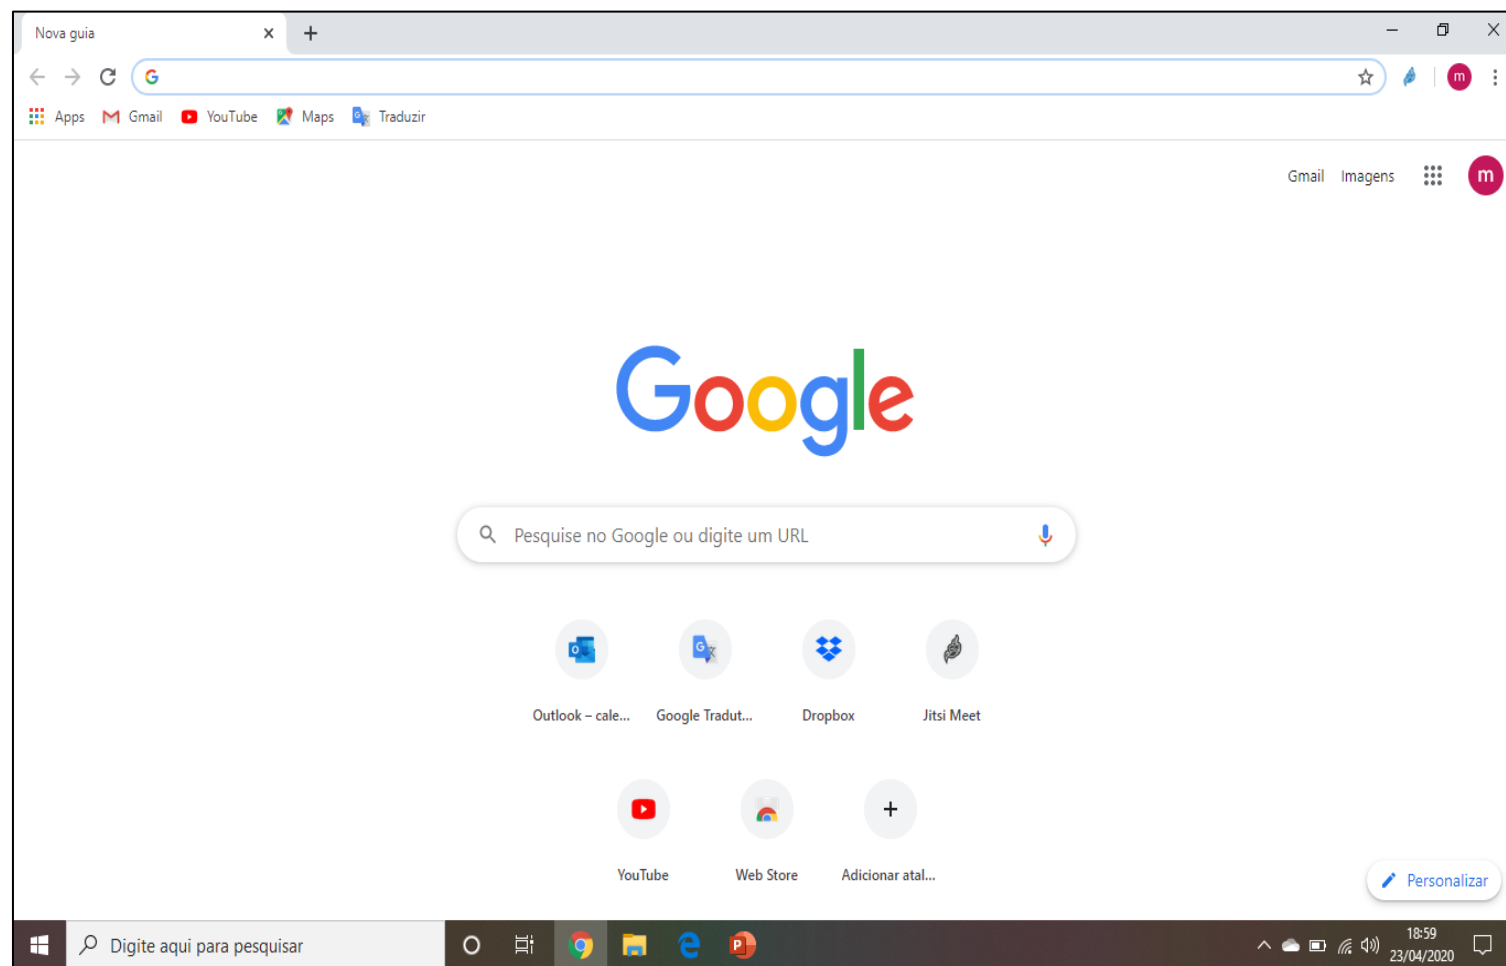 Nova guia
Apps Gmail YouTube Maps Traduzir
Gmail Imagens m
m
Google
Pesquise no Google ou digite um URL
Outlook – cale... Google Tradut... Dropbox Jitsi Meet
YouTube Web Store Adicionar atal...
Personalizar
Digite aqui para pesquisar
18:59
23/04/2020